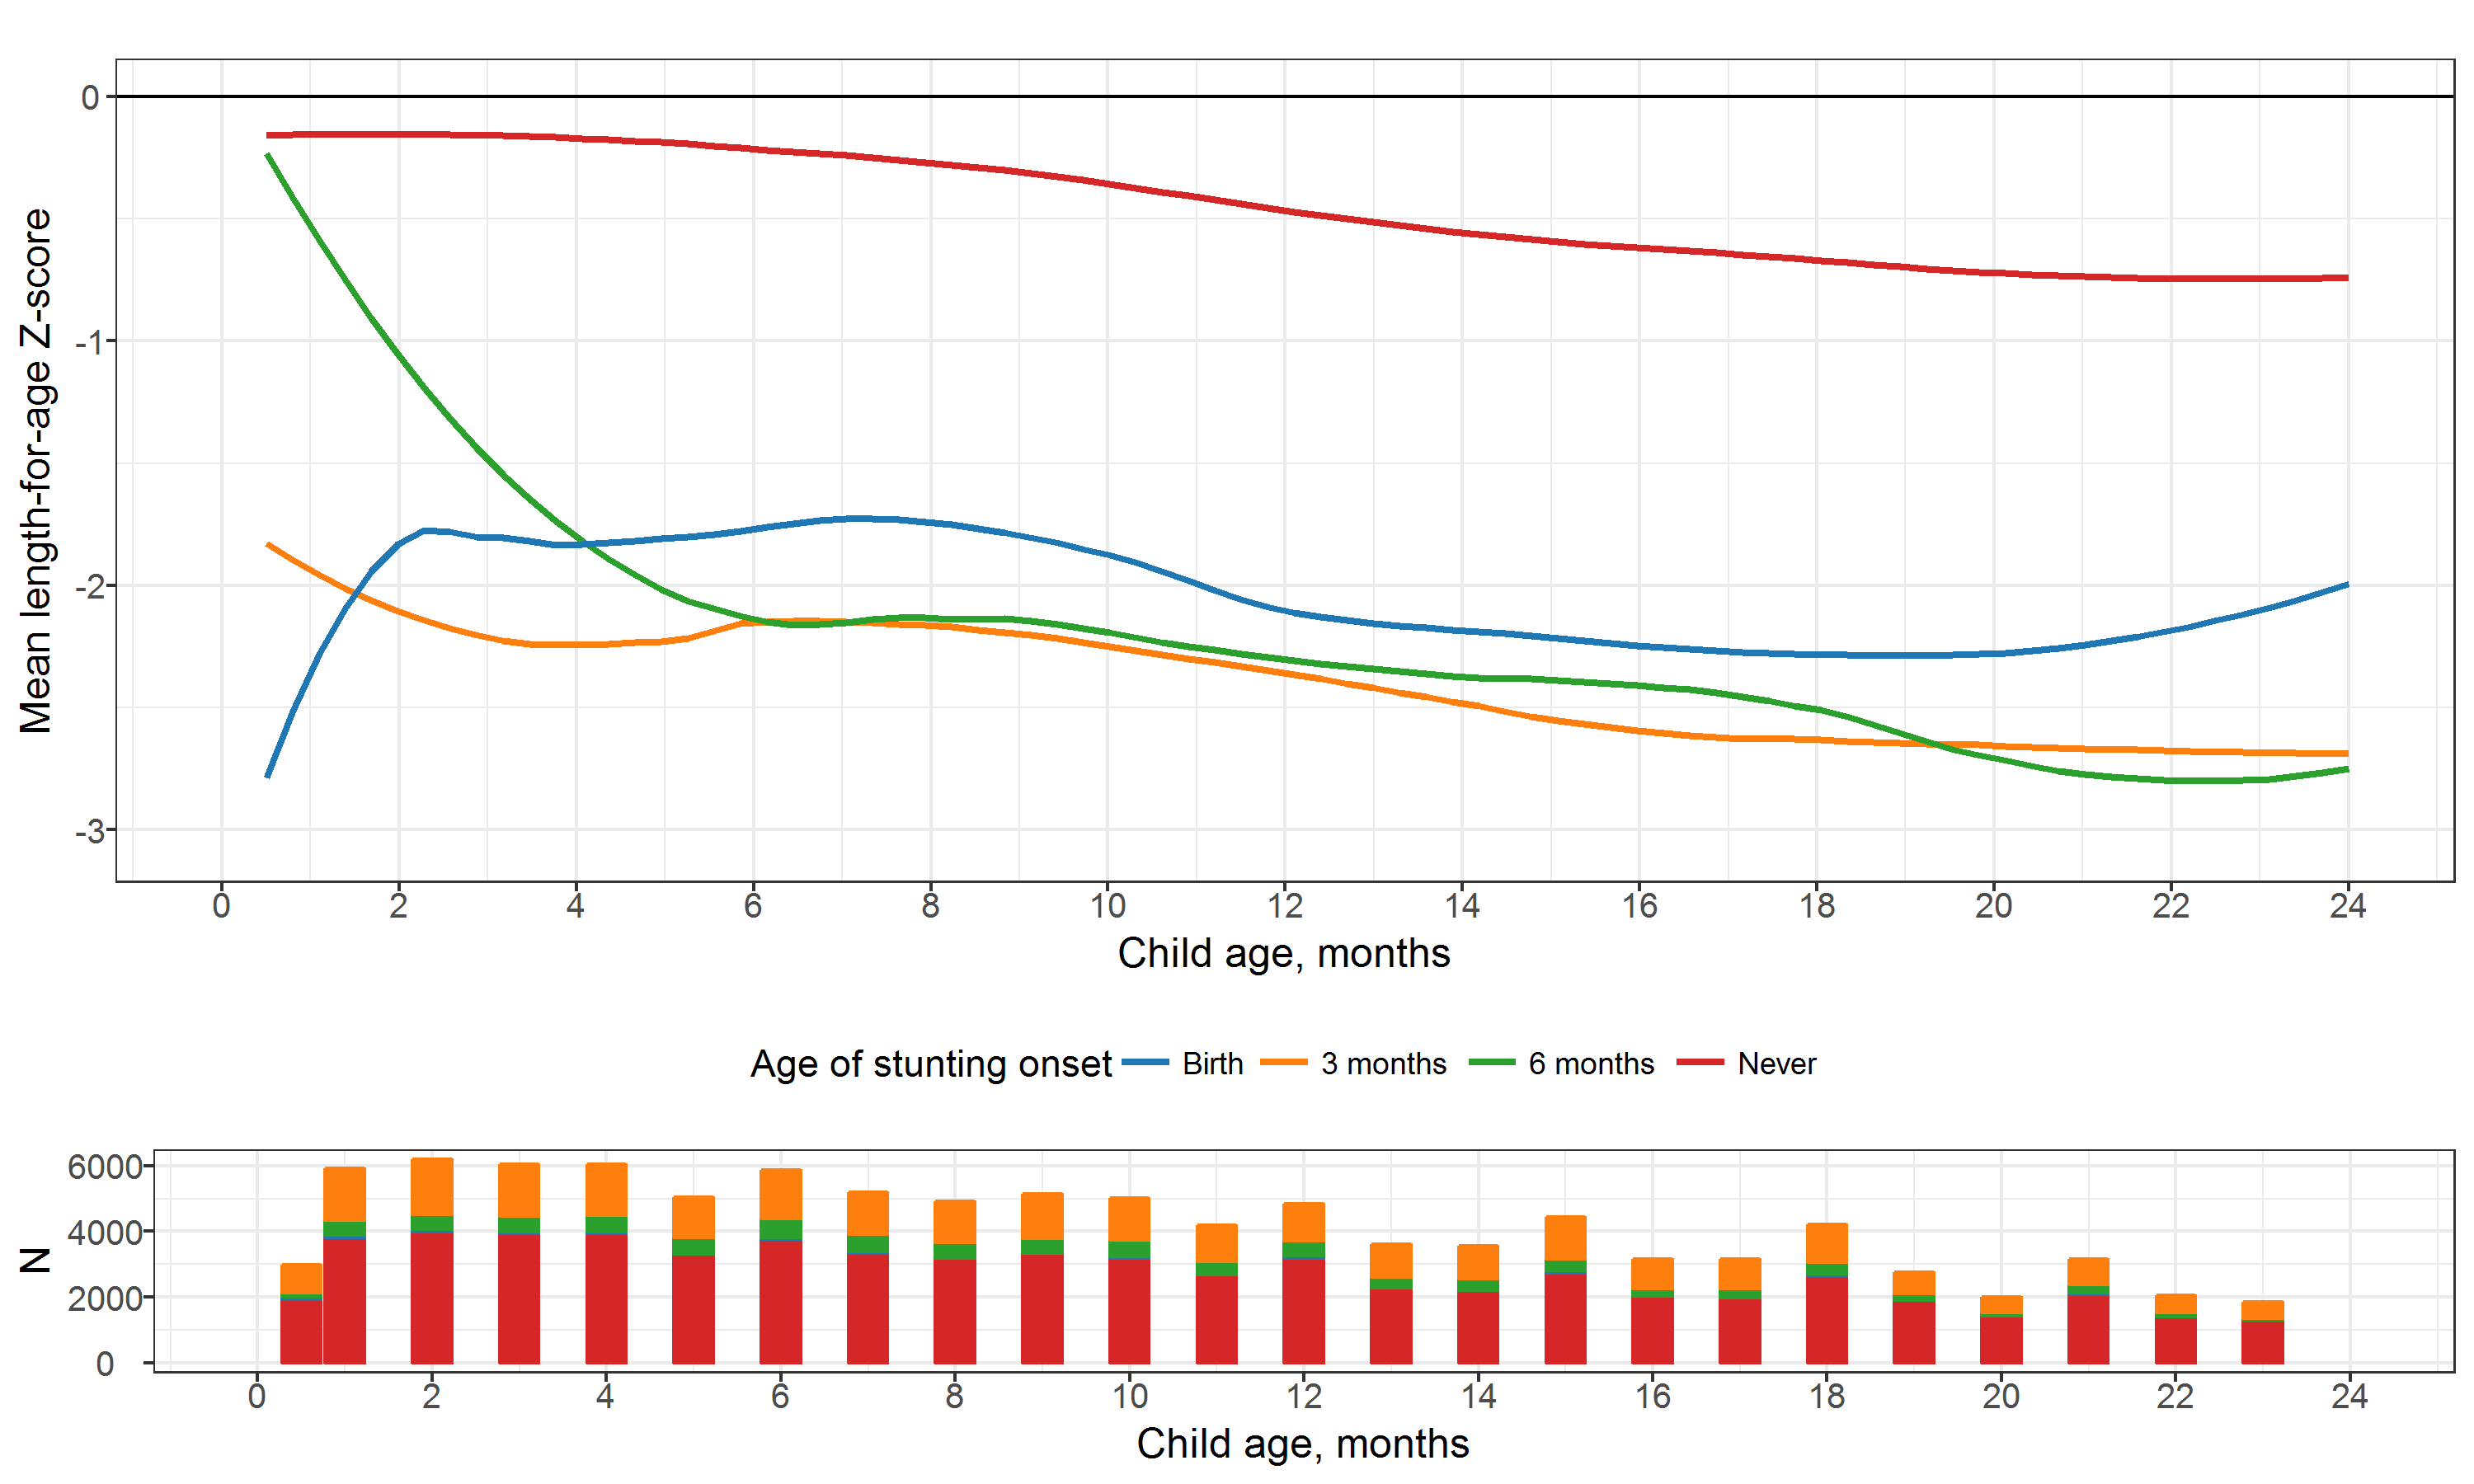 Mean length-for-age Z-score
0
-1
-2
-3
0 2 4 6 8 10 12 14 16 18 20 22 24
Child age, months
Age of stunting onset Birth 3 months 6 months Never
N
6000
4000
2000
0
0 2 4 6 8 10 12 14 16 18 20 22 24
Child age, months